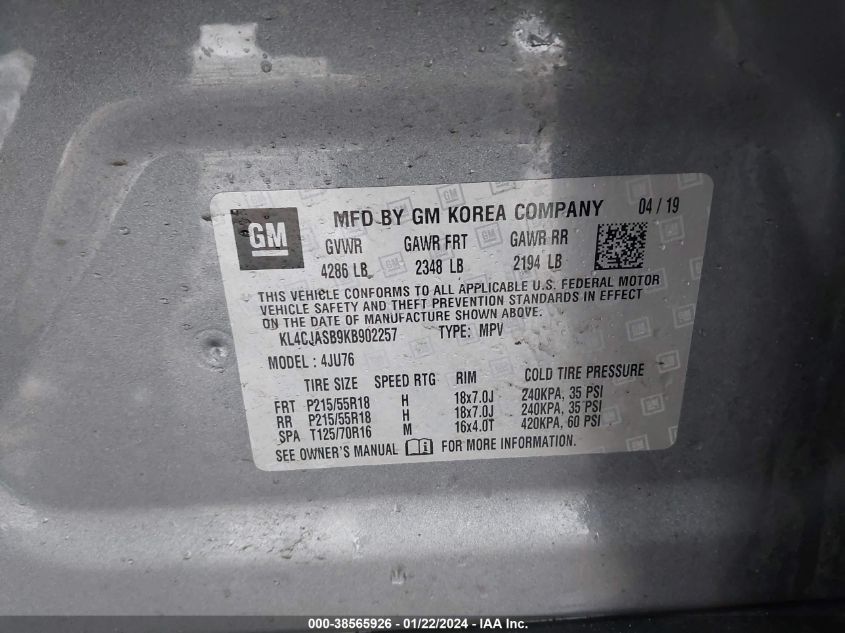 GM MFD BY GM KOREA COMPANY 04 / 19
GVWR GAWR FRT GAWR RR
4286 LB 2348 LB 2194 LB
THIS VEHICLE CONFORMS TO ALL APPLICABLE U.S. FEDERAL MOTOR
VEHICLE SAFETY AND THEFT PREVENTION STANDARDS IN EFFECT
ON THE DATE OF MANUFACTURE SHOWN ABOVE.
KL4CJASB9KB902257 TYPE: MPV
MODEL : 4JU76
TIRE SIZE SPEED RTG RIM COLD TIRE PRESSURE
FRT P215/55R18 H 18x7.0J 240KPA, 35 PSI
RR P215/55R18 H 18x7.0J 240KPA, 35 PSI
SPA T125/70R16 M 16x4.0T 420KPA, 60 PSI
SEE OWNER'S MANUAL FOR MORE INFORMATION.
000-38565926 - 01/22/2024 - IAA Inc.